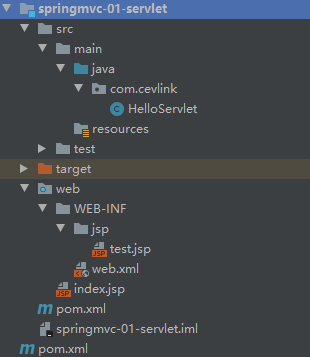 springmvc-01-servlet
src
main
java
com.cevlink
HelloServlet
resources
test
target
web
WEB-INF
jsp
test.jsp
web.xml
index.jsp
pom.xml
springmvc-01-servlet.iml
pom.xml